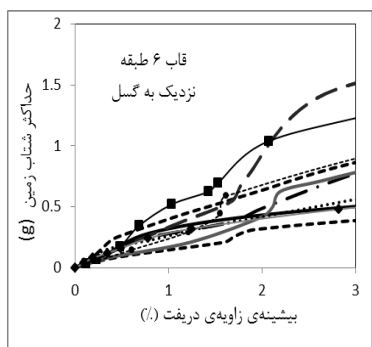 2
1.5
1
0.5
0
0
1
2
3
قاب ۶ طبقه
نزدیک به گسل
حداکثر شتاب زمین (g)
بیشینه‌ی زاویه‌ی دریفت (٪)